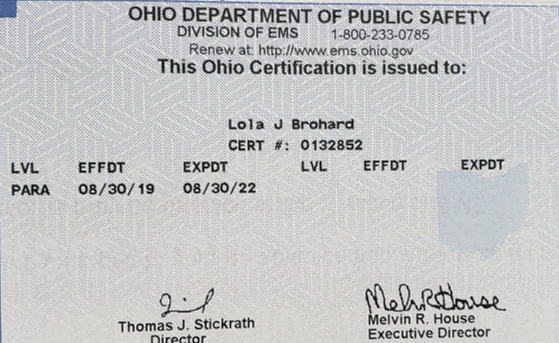 OHIO DEPARTMENT OF PUBLIC SAFETY
DIVISION OF EMS 1-800-233-0785
Renew at: http://www.ems.ohio.gov
This Ohio Certification is issued to:
Lola J Brohard
CERT #: 0132852
LVL EFFDT EXPDT LVL EFFDT EXPDT
PARA 08/30/19 08/30/22
Melvin R. House
Thomas J. Stickrath Melvin R. House
Director Executive Director